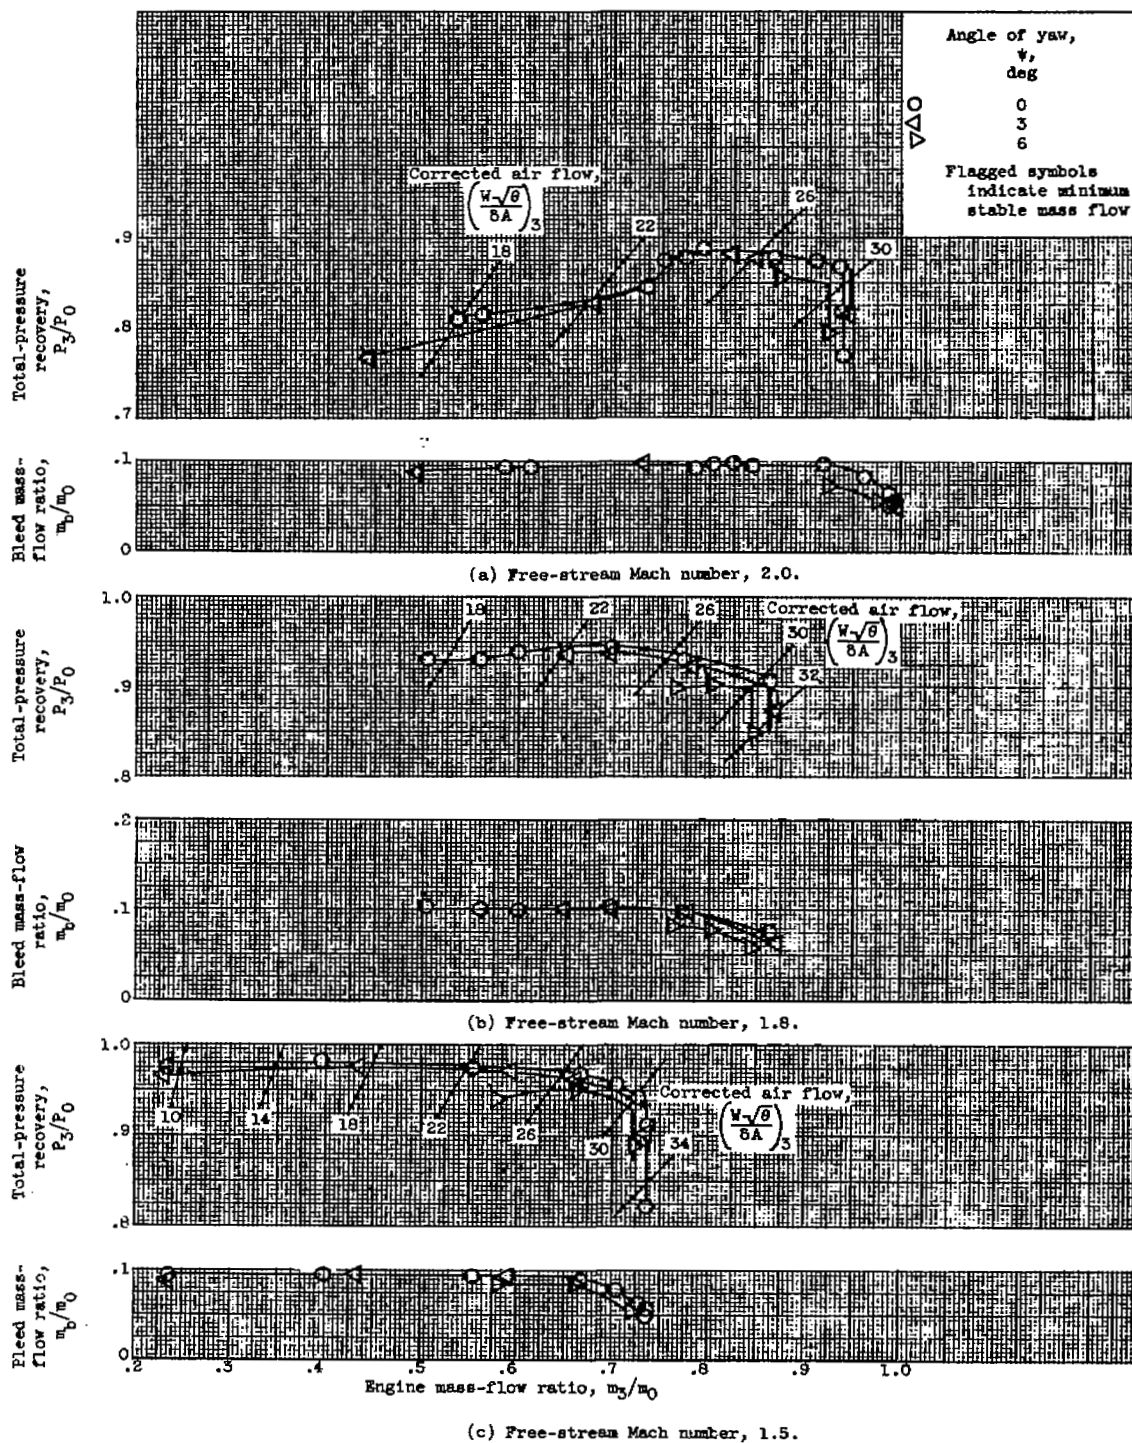 Angle of yaw,
ψ,
deg
0
3
6
Flagged symbols
indicate minimum
stable mass flow
Corrected air flow,
(W√θ/δA)3
18
22
26
30
.9
.8
.7
Total-pressure
recovery,
P3/P0
.1
0
Bleed mass-
flow ratio,
mb/m0
(a) Free-stream Mach number, 2.0.
1.0
.9
.8
Total-pressure
recovery,
P3/P0
18
22
26
Corrected air flow,
30
(W√θ/δA)3
32
.2
.1
0
Bleed mass-flow
ratio,
mb/m0
(b) Free-stream Mach number, 1.8.
1.0
.9
.8
Total-pressure
recovery,
P3/P0
10
14
18
22
26
30
34
Corrected air flow,
(W√θ/δA)3
.1
0
Bleed mass-
flow ratio,
mb/m0
.2 .3 .4 .5 .6 .7 .8 .9 1.0
Engine mass-flow ratio, m3/m0
(c) Free-stream Mach number, 1.5.